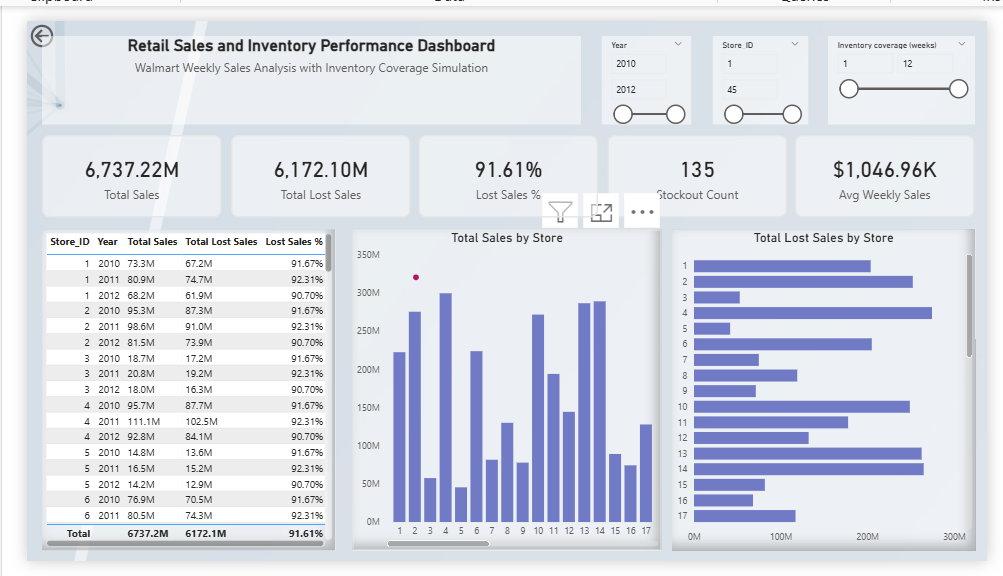 Retail Sales and Inventory Performance Dashboard
Walmart Weekly Sales Analysis with Inventory Coverage Simulation
Year
2010
2012
Store_ID
1
45
Inventory coverage (weeks)
1 12
6,737.22M
Total Sales
6,172.10M
Total Lost Sales
91.61%
Lost Sales %
135
Stockout Count
$1,046.96K
Avg Weekly Sales
Store_ID Year Total Sales Total Lost Sales Lost Sales %
1 2010 73.3M 67.2M 91.67%
1 2011 80.9M 74.7M 92.31%
1 2012 68.2M 61.9M 90.70%
2 2010 95.3M 87.3M 91.67%
2 2011 98.6M 91.0M 92.31%
2 2012 81.5M 73.9M 90.70%
3 2010 18.7M 17.2M 91.67%
3 2011 20.8M 19.2M 92.31%
3 2012 18.0M 16.3M 90.70%
4 2010 95.7M 87.7M 91.67%
4 2011 111.1M 102.5M 92.31%
4 2012 92.8M 84.1M 90.70%
5 2010 14.8M 13.6M 91.67%
5 2011 16.5M 15.2M 92.31%
5 2012 14.2M 12.9M 90.70%
6 2010 76.9M 70.5M 91.67%
6 2011 80.5M 74.3M 92.31%
Total 6737.2M 6172.1M 91.61%
Total Sales by Store
350M
300M
250M
200M
150M
100M
50M
0M
1 2 3 4 5 6 7 8 9 10 11 12 13 14 15 16 17
Total Lost Sales by Store
1
2
3
4
5
6
7
8
9
10
11
12
13
14
15
16
17
0M 100M 200M 300M